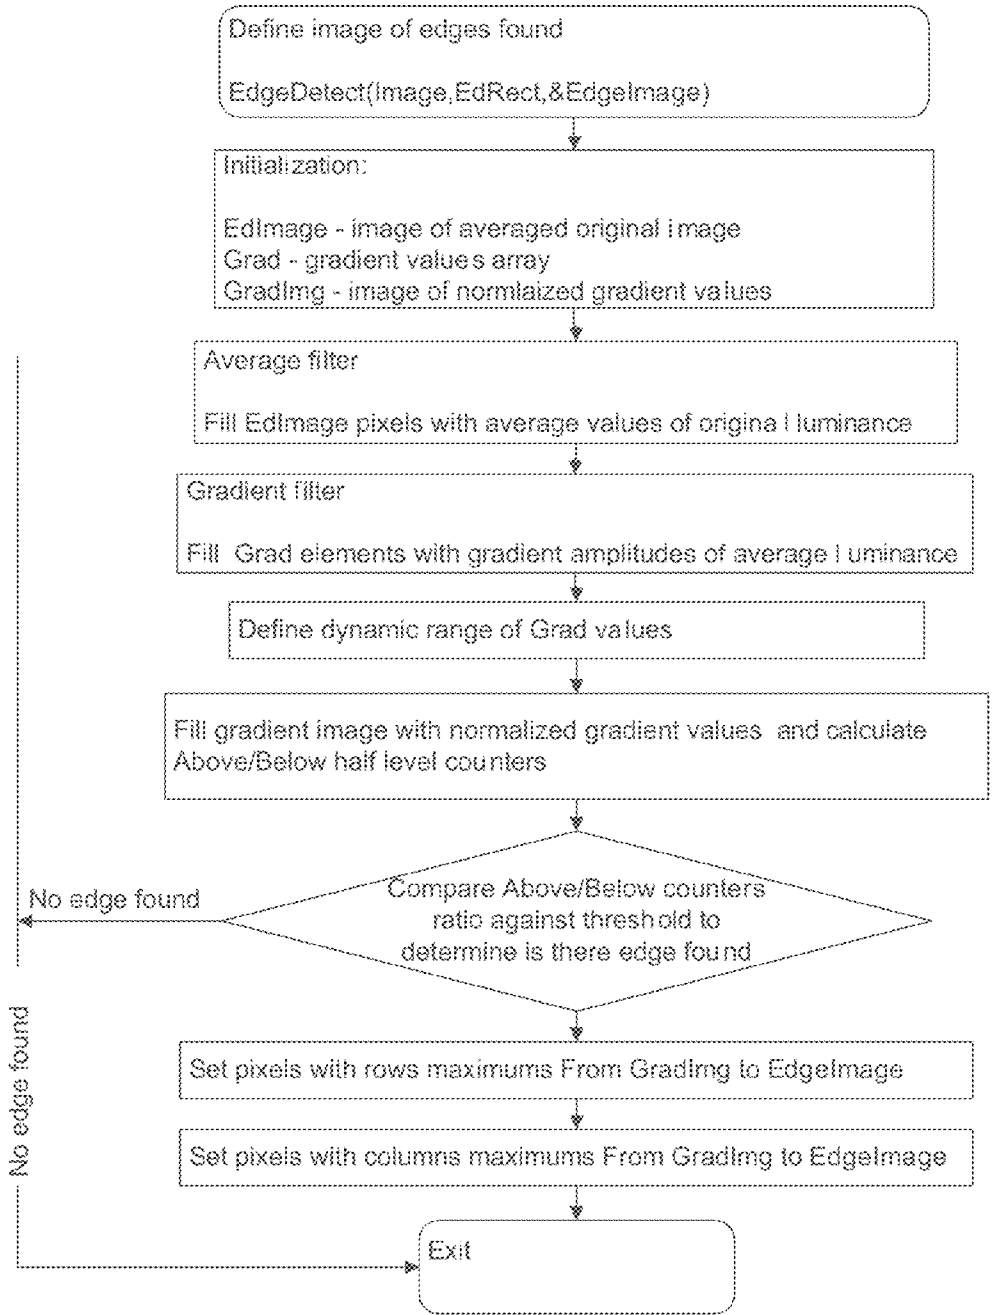 Define image of edges found
EdgeDetect(Image,EdRect,&EdgeImage)
Initialization:
EdImage - image of averaged original image
Grad - gradient values array
GradImg - image of normlaized gradient values
Average filter
Fill EdImage pixels with average values of original luminance
Gradient filter
Fill Grad elements with gradient amplitudes of average luminance
Define dynamic range of Grad values
Fill gradient image with normalized gradient values and calculate
Above/Below half level counters
No edge found
Compare Above/Below counters
ratio against threshold to
determine is there edge found
No edge found
Set pixels with rows maximums From GradImg to EdgeImage
Set pixels with columns maximums From GradImg to EdgeImage
Exit